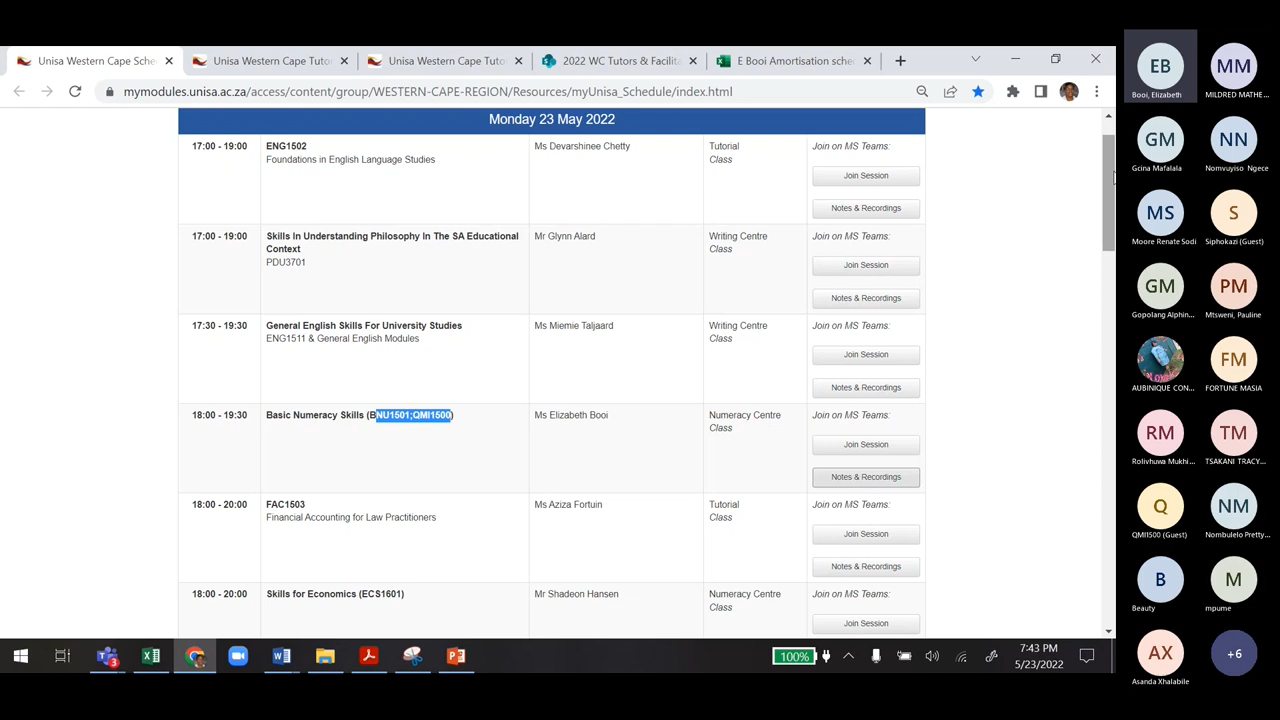 Unisa Western Cape Sche
Unisa Western Cape Tuto
Unisa Western Cape Tuto
2022 WC Tutors & Facilita
E Booi Amortisation sche
mymodules.unisa.ac.za/access/content/group/WESTERN-CAPE-REGION/Resources/myUnisa_Schedule/index.html
Monday 23 May 2022
17:00 - 19:00
ENG1502
Foundations in English Language Studies
Ms Devarshinee Chetty
Tutorial
Class
Join on MS Teams:
Join Session
Notes & Recordings
17:00 - 19:00
Skills In Understanding Philosophy In The SA Educational
Context
PDU3701
Mr Glynn Alard
Writing Centre
Class
Join on MS Teams:
Join Session
Notes & Recordings
17:30 - 19:30
General English Skills For University Studies
ENG1511 & General English Modules
Ms Miemie Taljaard
Writing Centre
Class
Join on MS Teams:
Join Session
Notes & Recordings
18:00 - 19:30
Basic Numeracy Skills (BNU1501;QMI1500)
Ms Elizabeth Booi
Numeracy Centre
Class
Join on MS Teams:
Join Session
Notes & Recordings
18:00 - 20:00
FAC1503
Financial Accounting for Law Practitioners
Ms Aziza Fortuin
Tutorial
Class
Join on MS Teams:
Join Session
Notes & Recordings
18:00 - 20:00
Skills for Economics (ECS1601)
Mr Shadeon Hansen
Numeracy Centre
Class
Join on MS Teams:
Join Session
3
100%
7:43 PM
5/23/2022
EB
Booi, Elizabeth
MM
MILDRED MATHE...
GM
Gcina Mafalala
NN
Nomvuyiso Ngece
MS
Moore Renate Sodi
S
Siphokazi (Guest)
GM
Gopolang Alphin...
PM
Mtsweni, Pauline
AUBINIQUE CON...
FM
FORTUNE MASIA
RM
Rolivhuwa Mukhi...
TM
TSAKANI TRACY...
Q
QMI1500 (Guest)
NM
Nombulelo Pretty...
B
Beauty
M
mpume
AX
Asanda Xhalabile
+6